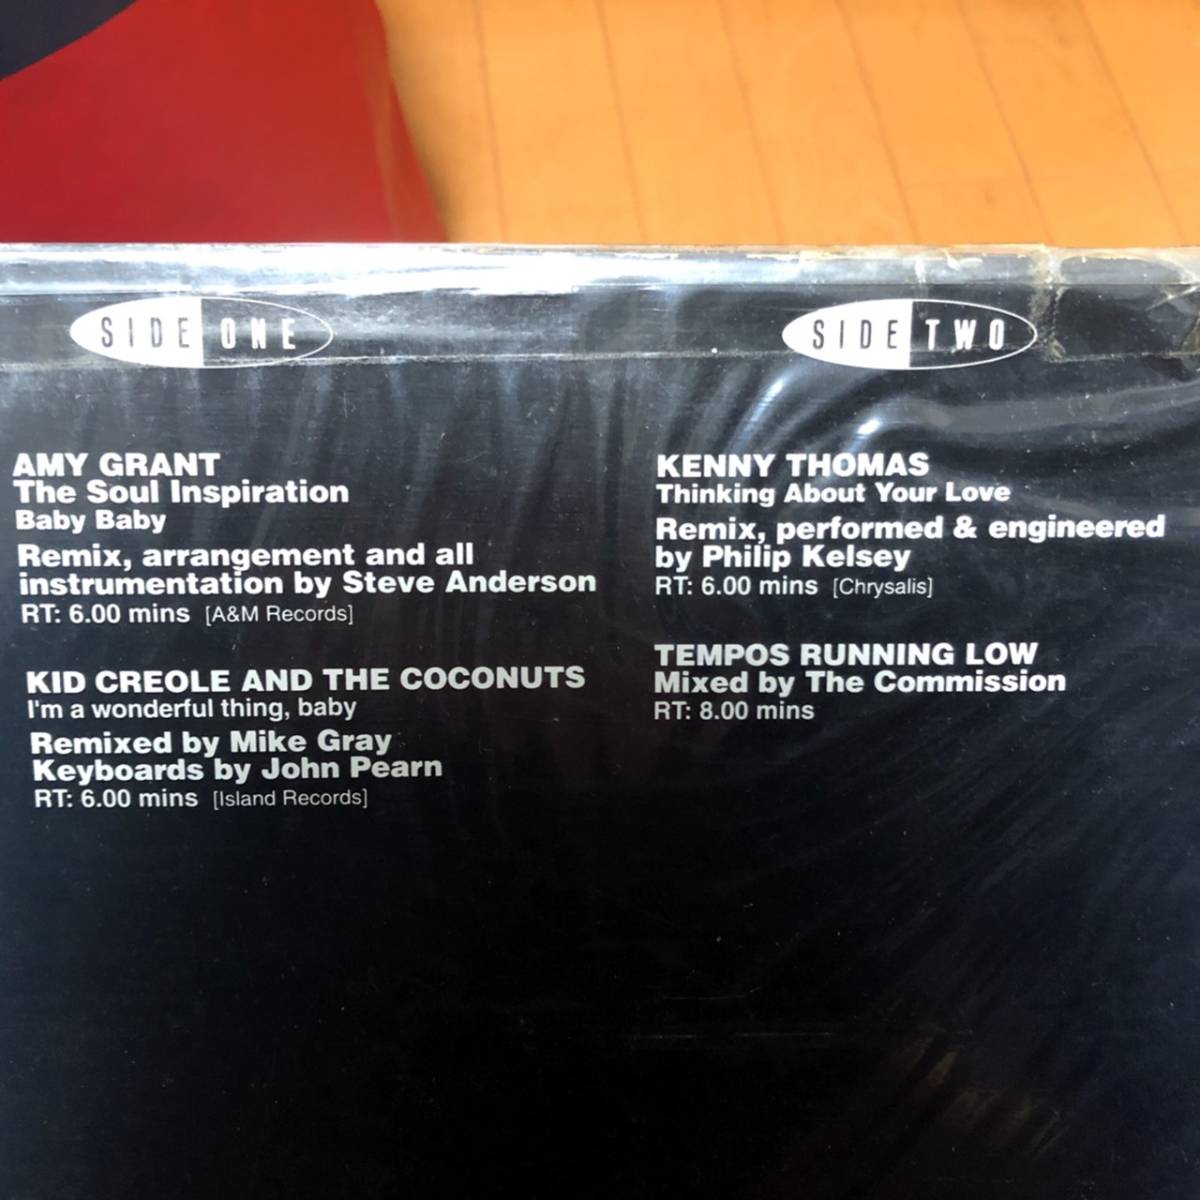 SIDE ONE
AMY GRANT
The Soul Inspiration
Baby Baby
Remix, arrangement and all
instrumentation by Steve Anderson
RT: 6.00 mins [A&M Records]
KID CREOLE AND THE COCONUTS
I'm a wonderful thing, baby
Remixed by Mike Gray
Keyboards by John Pearn
RT: 6.00 mins [Island Records]
SIDE TWO
KENNY THOMAS
Thinking About Your Love
Remix, performed & engineered
by Philip Kelsey
RT: 6.00 mins [Chrysalis]
TEMPOS RUNNING LOW
Mixed by The Commission
RT: 8.00 mins